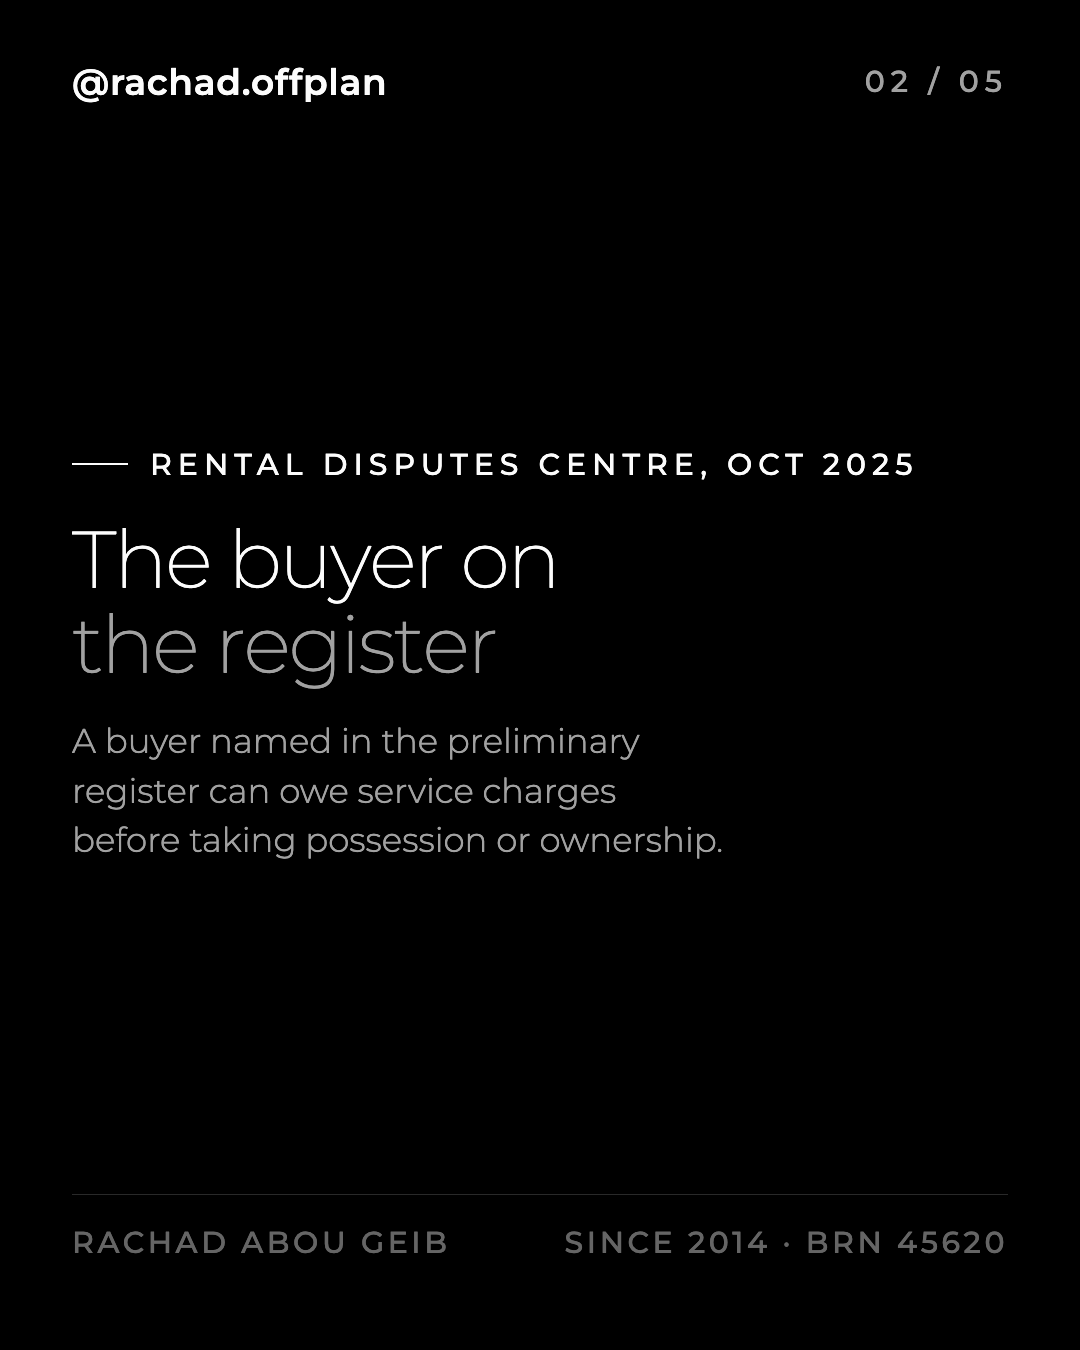 @rachad.offplan
02 / 05
RENTAL DISPUTES CENTRE, OCT 2025
The buyer on
the register
A buyer named in the preliminary
register can owe service charges
before taking possession or ownership.
RACHAD ABOU GEIB
SINCE 2014 · BRN 45620